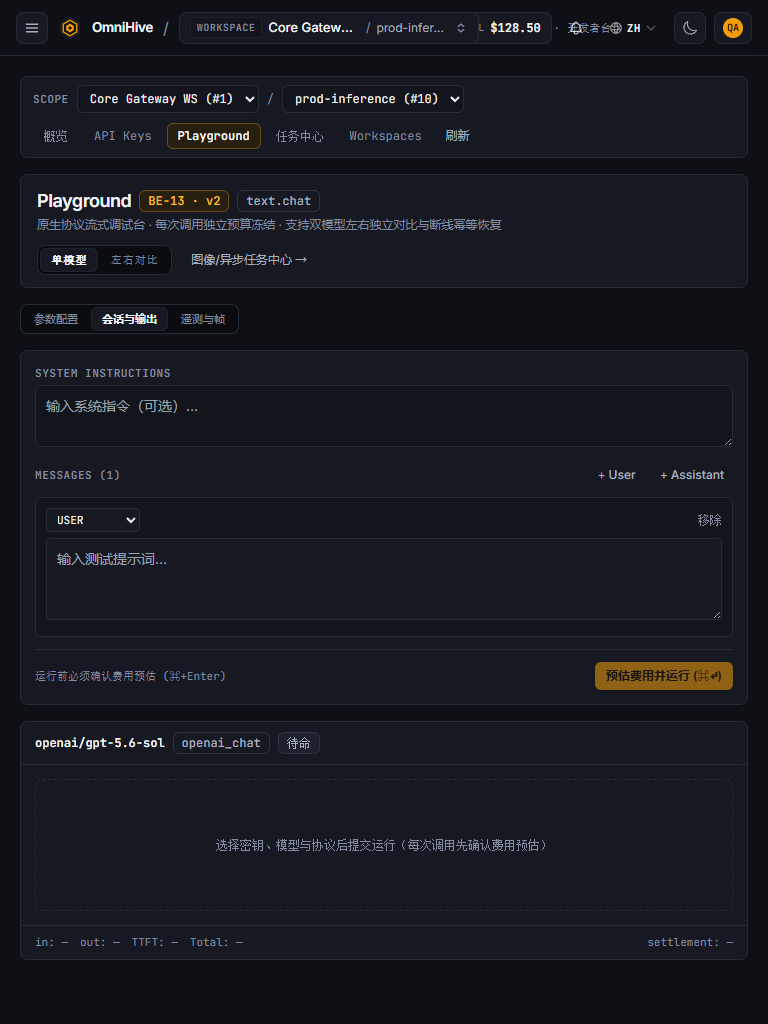 OmniHive / WORKSPACE Core Gatew... / prod-infer... L $128.50 · ZH QA
SCOPE Core Gateway WS (#1) / prod-inference (#10)
概览 API Keys Playground 任务中心 Workspaces 刷新
Playground BE-13 · v2 text.chat
原生协议流式调试台 · 每次调用独立预算冻结 · 支持双模型左右独立对比与断线幂等恢复
单模型 左右对比 图像/异步任务中心 →
参数配置 会话与输出 遥测与帧
SYSTEM INSTRUCTIONS
输入系统指令（可选）...
MESSAGES (1) + User + Assistant
USER 移除
输入测试提示词...
运行前必须确认费用预估 (⌘+Enter) 预估费用并运行 (⌘↵)
openai/gpt-5.6-sol openai_chat 待命
选择密钥、模型与协议后提交运行（每次调用先确认费用预估）
in: — out: — TTFT: — Total: — settlement: —